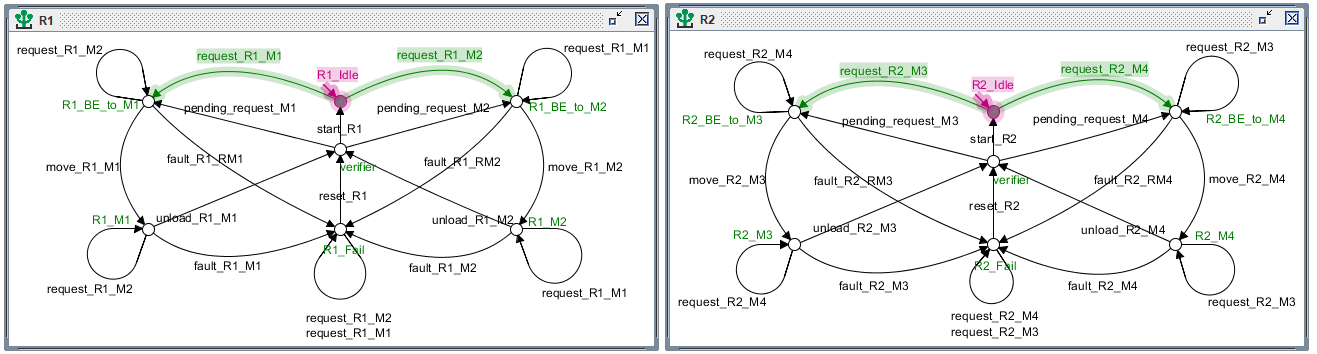 R1
request_R1_M2
request_R1_M1
R1_Idle
request_R1_M2
request_R1_M1
R1_BE_to_M1
pending_request_M1
pending_request_M2
R1_BE_to_M2
start_R1
move_R1_M1
fault_R1_RM1
verifier
fault_R1_RM2
move_R1_M2
reset_R1
R1_M1
unload_R1_M1
unload_R1_M2
R1_M2
R1_Fail
fault_R1_M1
fault_R1_M2
request_R1_M2
request_R1_M1
request_R1_M2
request_R1_M1
R2
request_R2_M4
request_R2_M3
R2_Idle
request_R2_M4
request_R2_M3
R2_BE_to_M3
pending_request_M3
pending_request_M4
R2_BE_to_M4
start_R2
move_R2_M3
fault_R2_RM3
verifier
fault_R2_RM4
move_R2_M4
reset_R2
R2_M3
unload_R2_M3
unload_R2_M4
R2_M4
R2_Fail
fault_R2_M3
fault_R2_M4
request_R2_M4
request_R2_M3
request_R2_M4
request_R2_M3